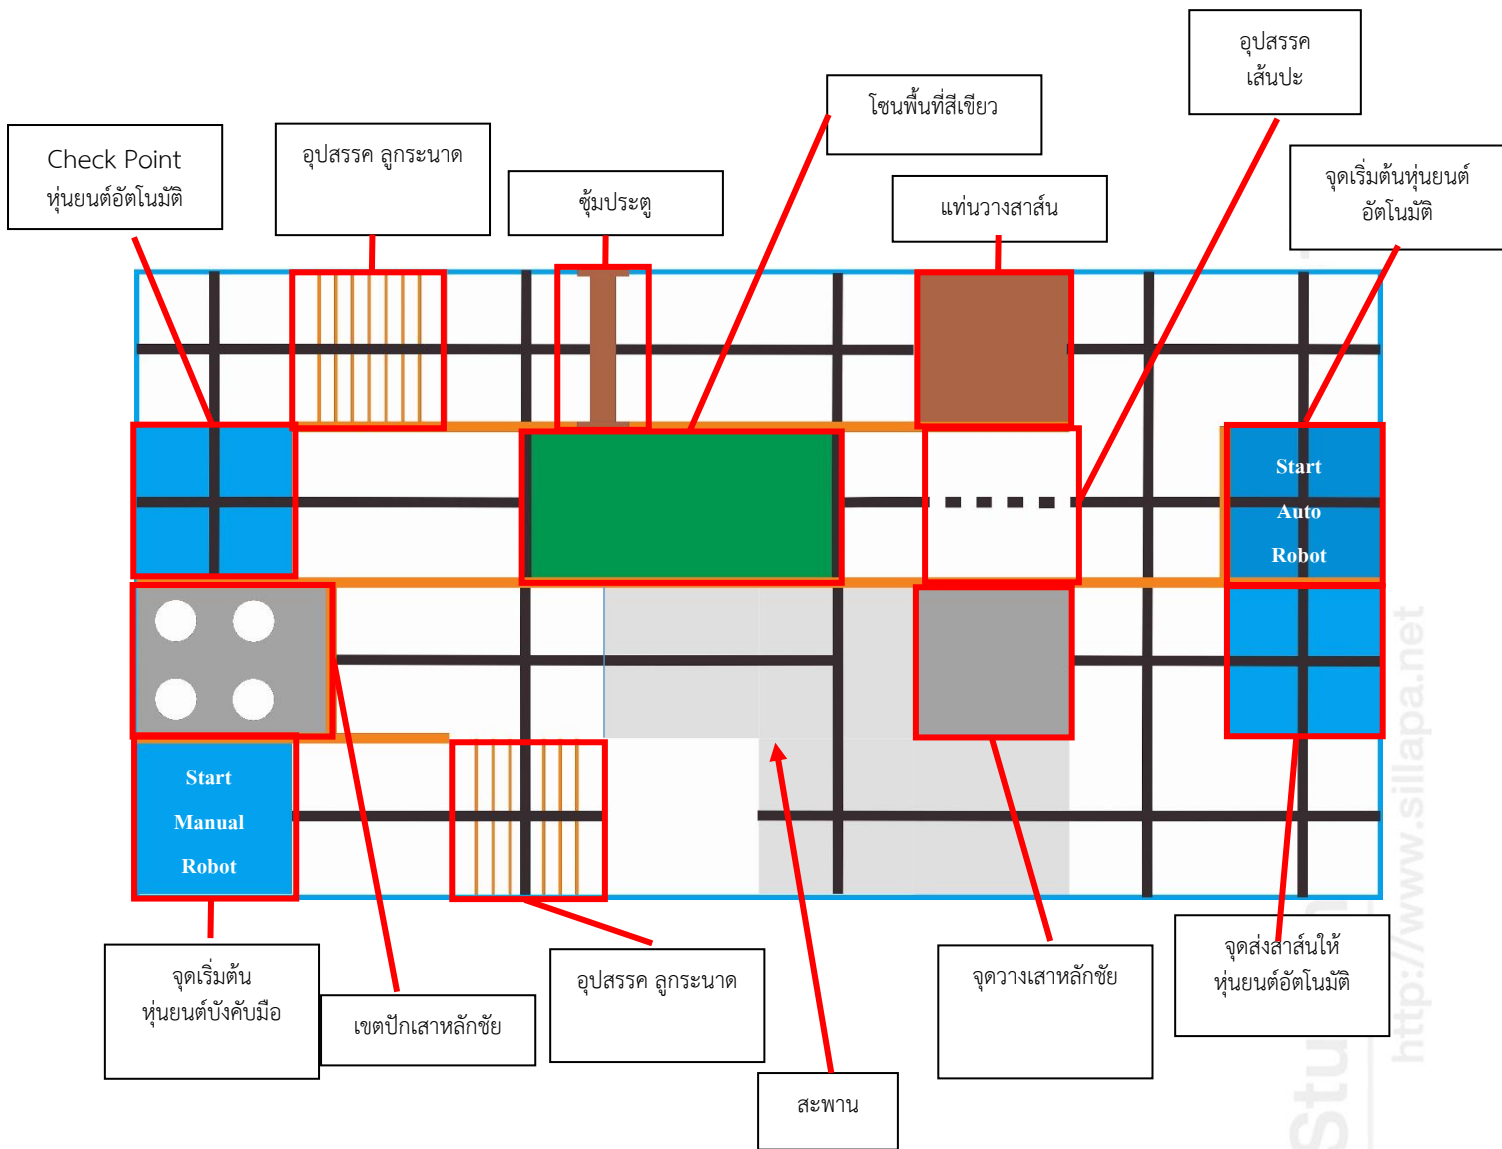 อุปสรรค
เส้นปะ
โซนพื้นที่สีเขียว
Check Point
หุ่นยนต์อัตโนมัติ
อุปสรรค ลูกระนาด
ซุ้มประตู
แท่นวางสาส์น
จุดเริ่มต้นหุ่นยนต์
อัตโนมัติ
Start
Auto
Robot
Start
Manual
Robot
จุดเริ่มต้น
หุ่นยนต์บังคับมือ
เขตปักเสาหลักชัย
อุปสรรค ลูกระนาด
สะพาน
จุดวางเสาหลักชัย
จุดส่งสาส์นให้
หุ่นยนต์อัตโนมัติ
http://www.sillapa.net